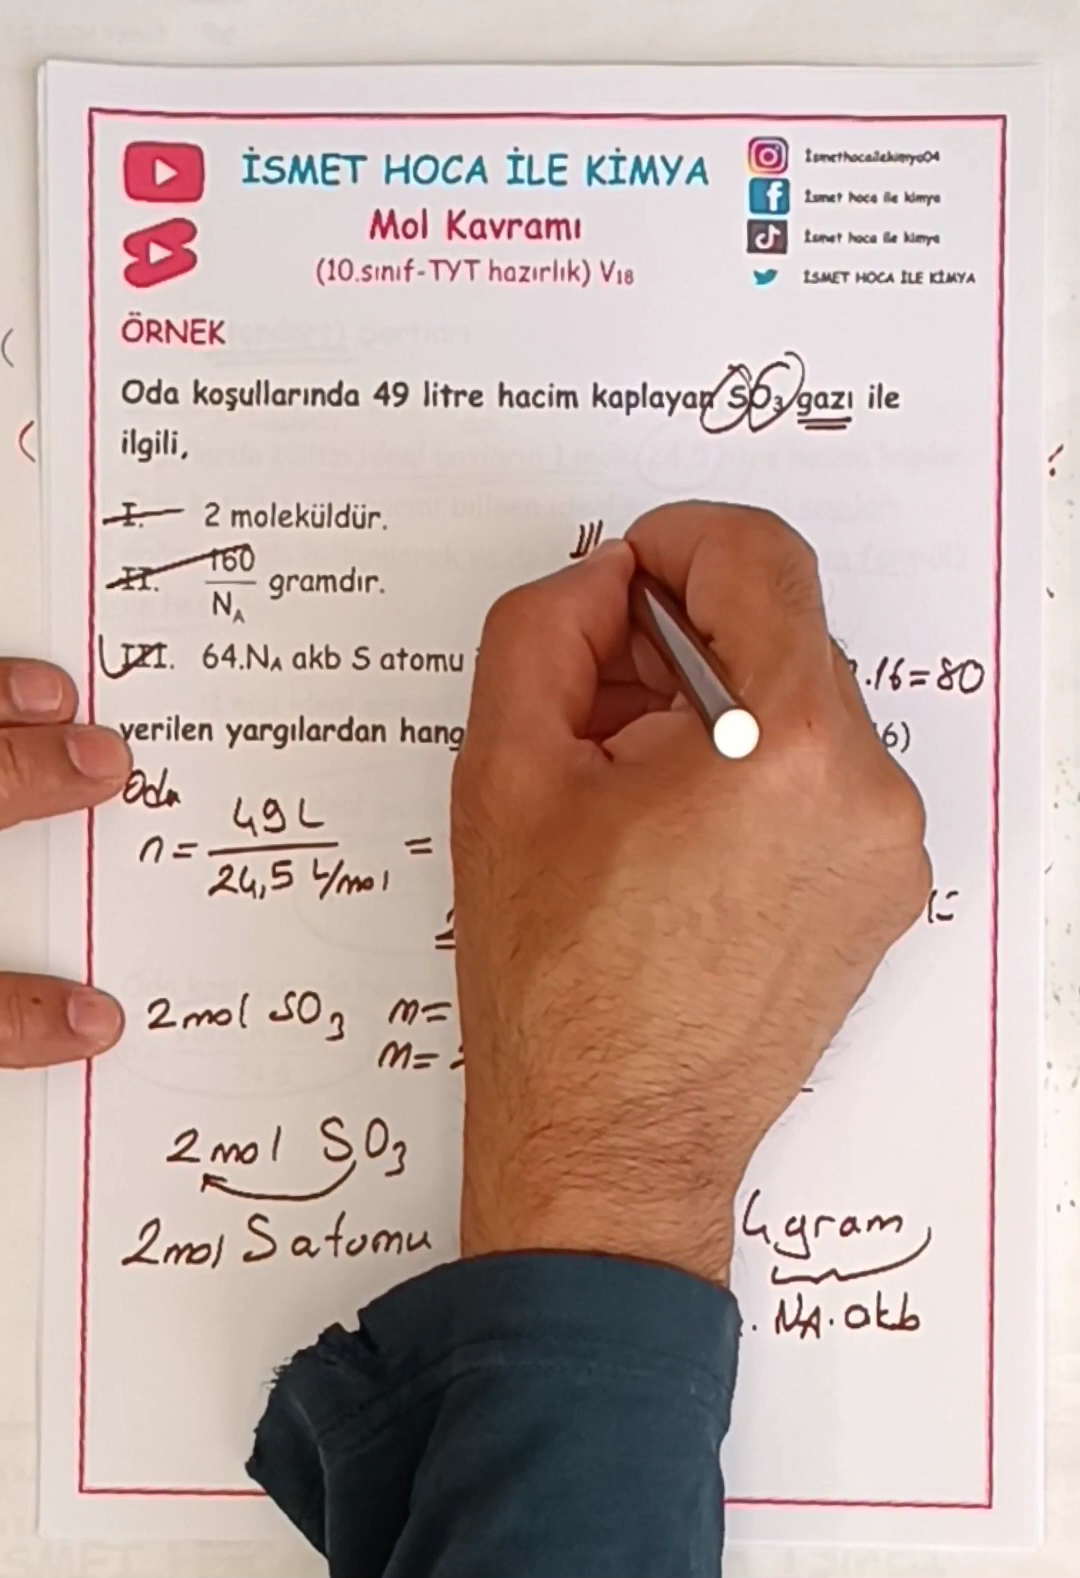 İSMET HOCA İLE KİMYA
Mol Kavramı
(10.sınıf-TYT hazırlık) V18
İsmethocailekimya04
İsmet hoca ile kimya
İsmet hoca ile kimya
İSMET HOCA İLE KİMYA
ÖRNEK
Oda koşullarında 49 litre hacim kaplayan SO₃ gazı ile
ilgili,
I. 2 moleküldür.
II. 160/N_A gramdır.
III. 64.N_A akb S atomu
.16=80
verilen yargılardan hang
6)
Oda
n = 49 L / 24,5 L/mol =
2 mol SO₃ m=
m=
2 mol SO₃
2 mol S atomu
4 gram
. NA. akb